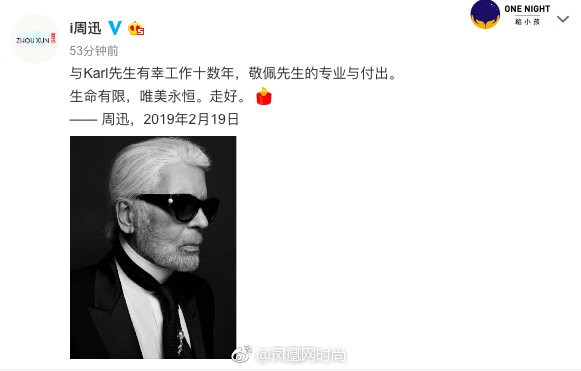 ZHOU XUN
i周迅
53分钟前
ONE NIGHT
給小孩
与Karl先生有幸工作十数年，敬佩先生的专业与付出。
生命有限，唯美永恒。走好。
—— 周迅，2019年2月19日
@凤凰网时尚